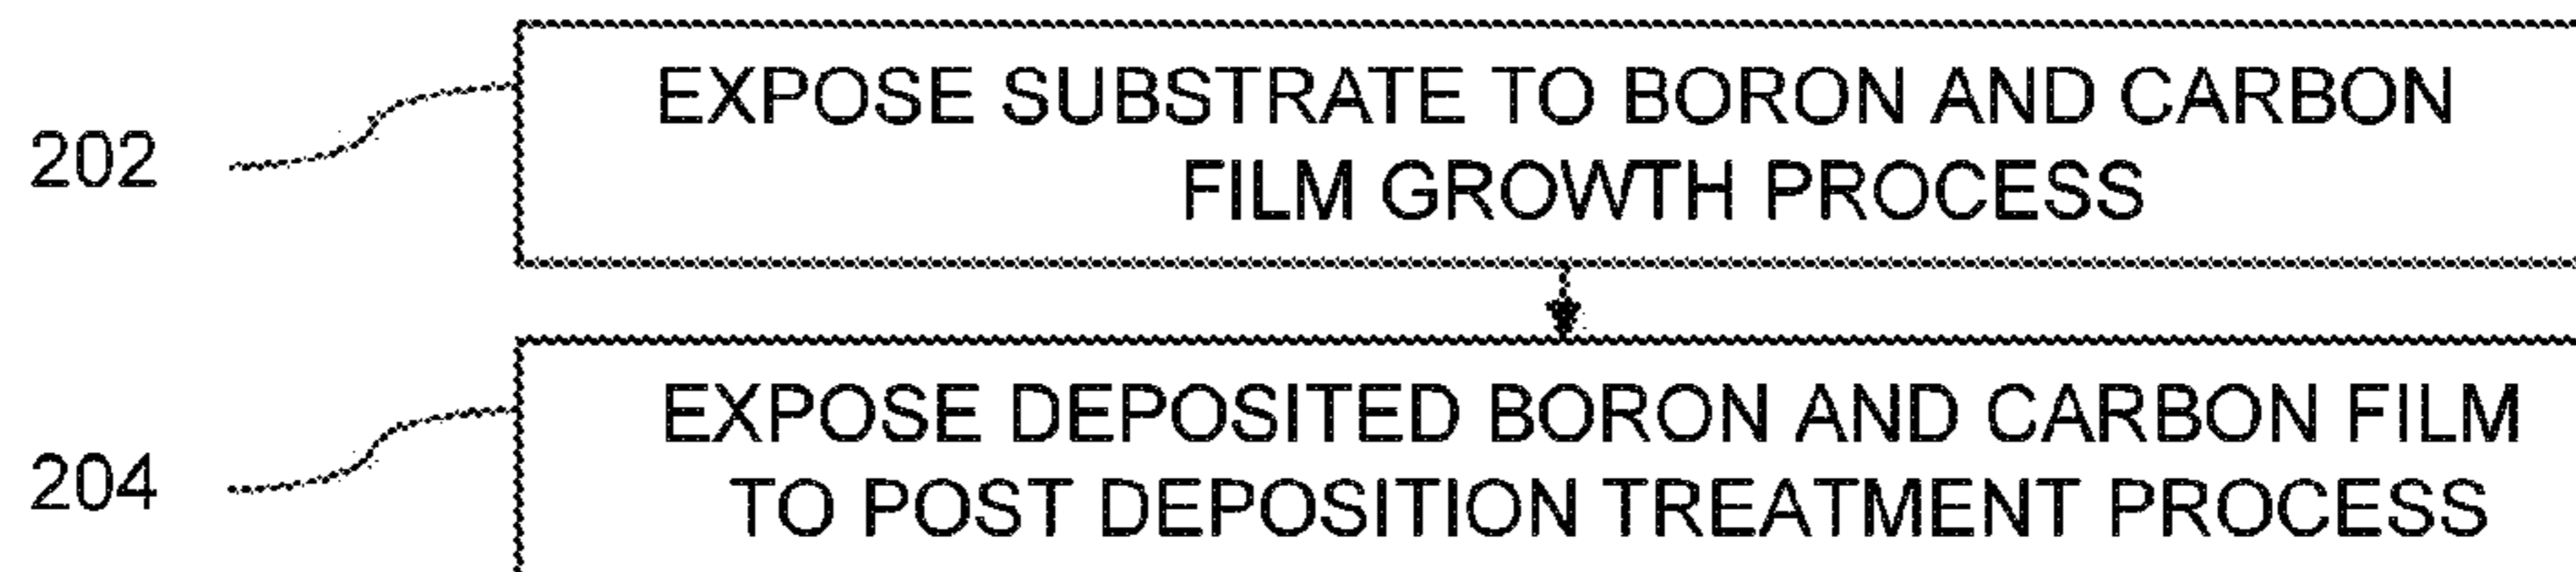 202
EXPOSE SUBSTRATE TO BORON AND CARBON
FILM GROWTH PROCESS
204
EXPOSE DEPOSITED BORON AND CARBON FILM
TO POST DEPOSITION TREATMENT PROCESS